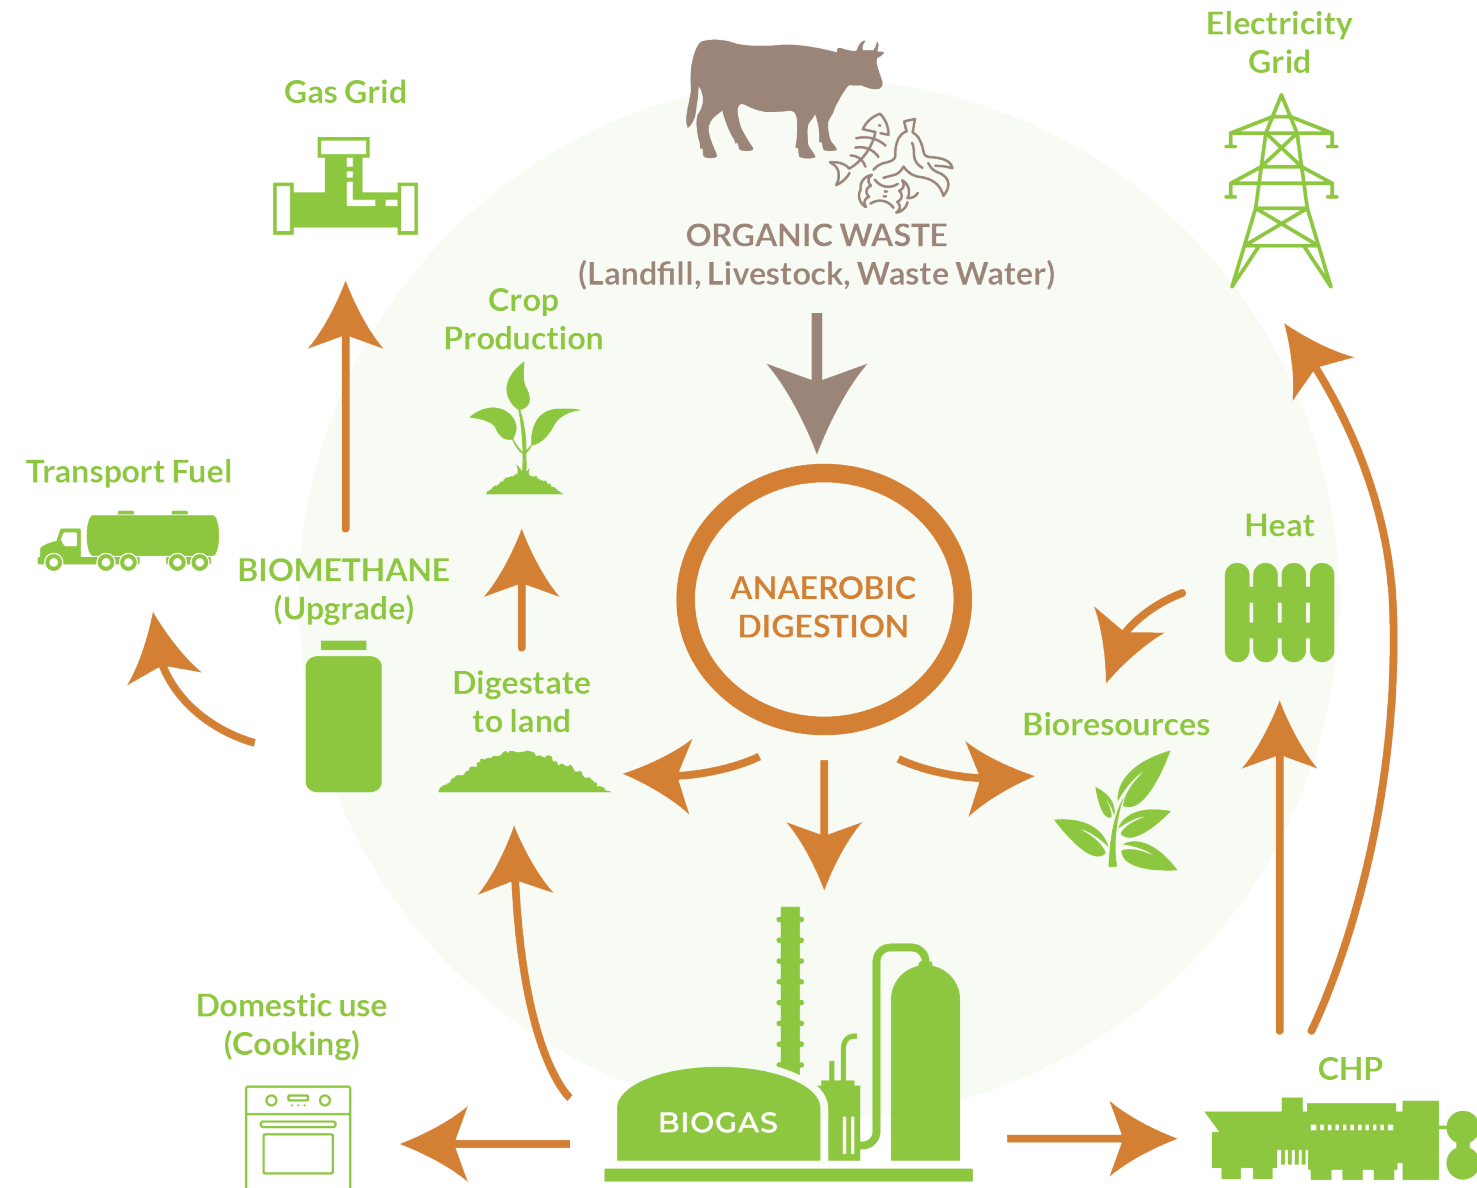 Electricity
Grid
Gas Grid
ORGANIC WASTE
(Landfill, Livestock, Waste Water)
Crop
Production
Transport Fuel
Heat
BIOMETHANE
(Upgrade)
ANAEROBIC
DIGESTION
Digestate
to land
Bioresources
Domestic use
(Cooking)
CHP
BIOGAS